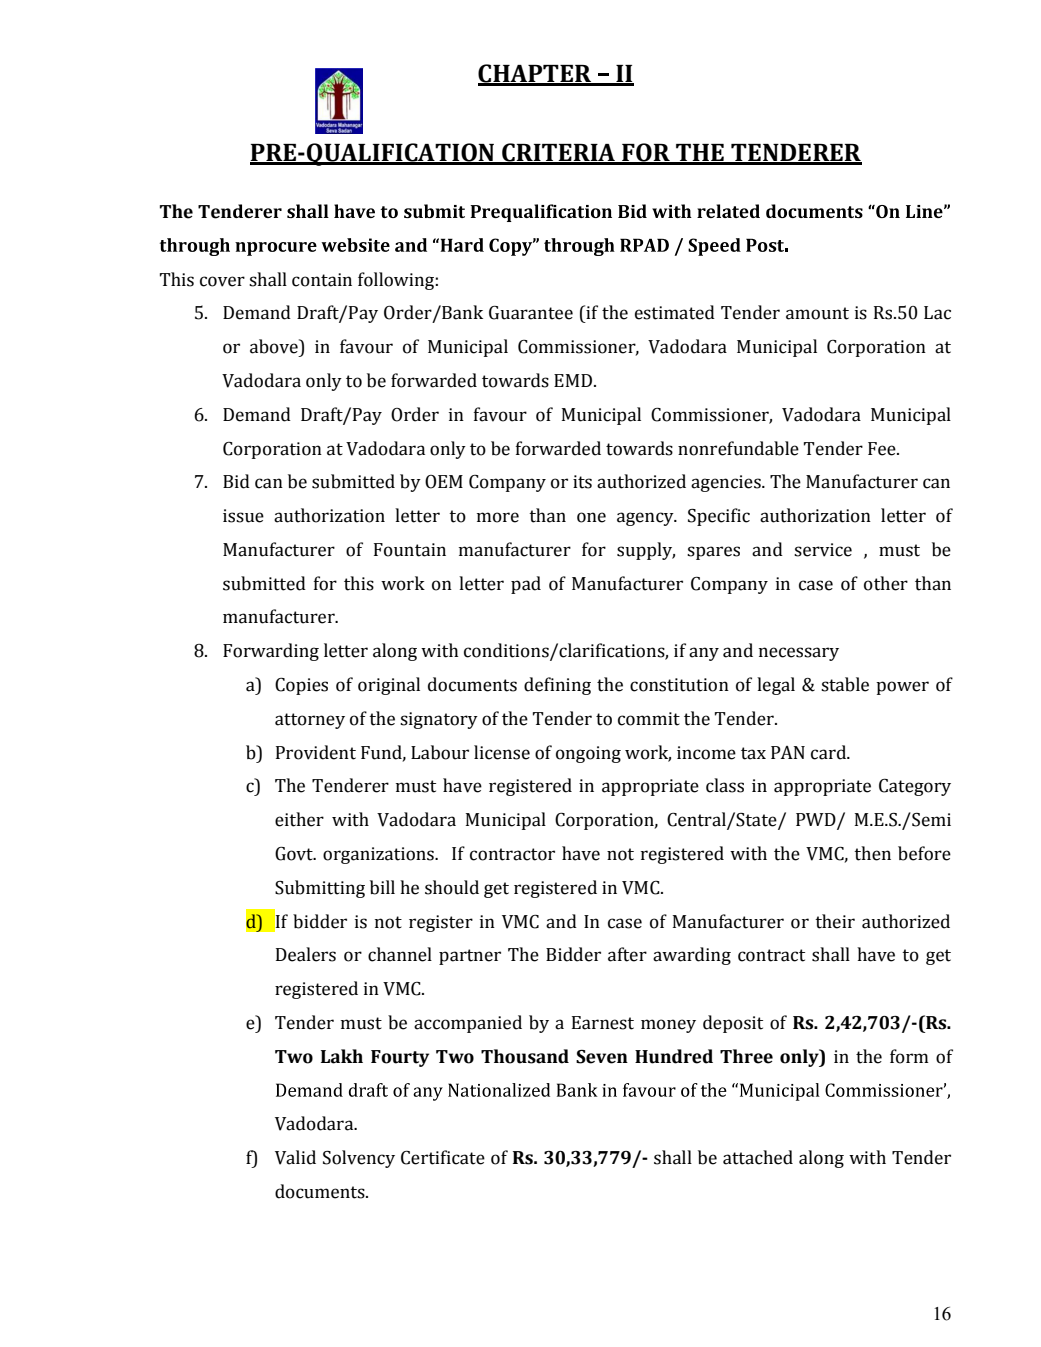 CHAPTER – II
Vadodara Mahanagar
Seva Sadan
PRE-QUALIFICATION CRITERIA FOR THE TENDERER
The Tenderer shall have to submit Prequalification Bid with related documents “On Line”
through nprocure website and “Hard Copy” through RPAD / Speed Post.
This cover shall contain following:
5. Demand Draft/Pay Order/Bank Guarantee (if the estimated Tender amount is Rs.50 Lac
or above) in favour of Municipal Commissioner, Vadodara Municipal Corporation at
Vadodara only to be forwarded towards EMD.
6. Demand Draft/Pay Order in favour of Municipal Commissioner, Vadodara Municipal
Corporation at Vadodara only to be forwarded towards nonrefundable Tender Fee.
7. Bid can be submitted by OEM Company or its authorized agencies. The Manufacturer can
issue authorization letter to more than one agency. Specific authorization letter of
Manufacturer of Fountain manufacturer for supply, spares and service , must be
submitted for this work on letter pad of Manufacturer Company in case of other than
manufacturer.
8. Forwarding letter along with conditions/clarifications, if any and necessary
a) Copies of original documents defining the constitution of legal & stable power of
attorney of the signatory of the Tender to commit the Tender.
b) Provident Fund, Labour license of ongoing work, income tax PAN card.
c) The Tenderer must have registered in appropriate class in appropriate Category
either with Vadodara Municipal Corporation, Central/State/ PWD/ M.E.S./Semi
Govt. organizations. If contractor have not registered with the VMC, then before
Submitting bill he should get registered in VMC.
d) If bidder is not register in VMC and In case of Manufacturer or their authorized
Dealers or channel partner The Bidder after awarding contract shall have to get
registered in VMC.
e) Tender must be accompanied by a Earnest money deposit of Rs. 2,42,703/-(Rs.
Two Lakh Fourty Two Thousand Seven Hundred Three only) in the form of
Demand draft of any Nationalized Bank in favour of the “Municipal Commissioner’,
Vadodara.
f) Valid Solvency Certificate of Rs. 30,33,779/- shall be attached along with Tender
documents.
16